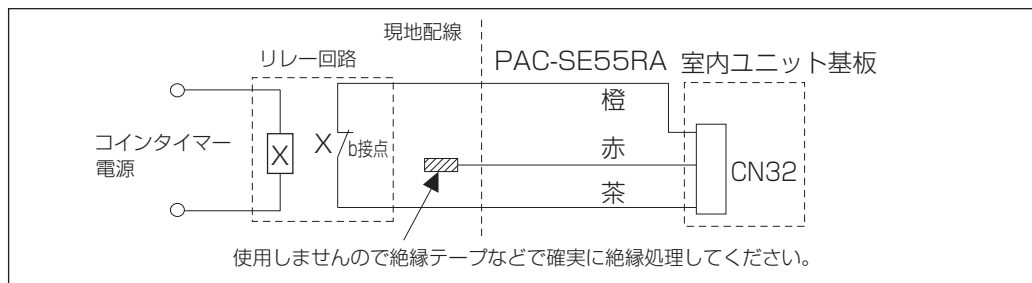 現地配線
リレー回路
PAC-SE55RA 室内ユニット基板
橙
コインタイマー
電源
X
X
b接点
赤
CN32
茶
使用しませんので絶縁テープなどで確実に絶縁処理してください。